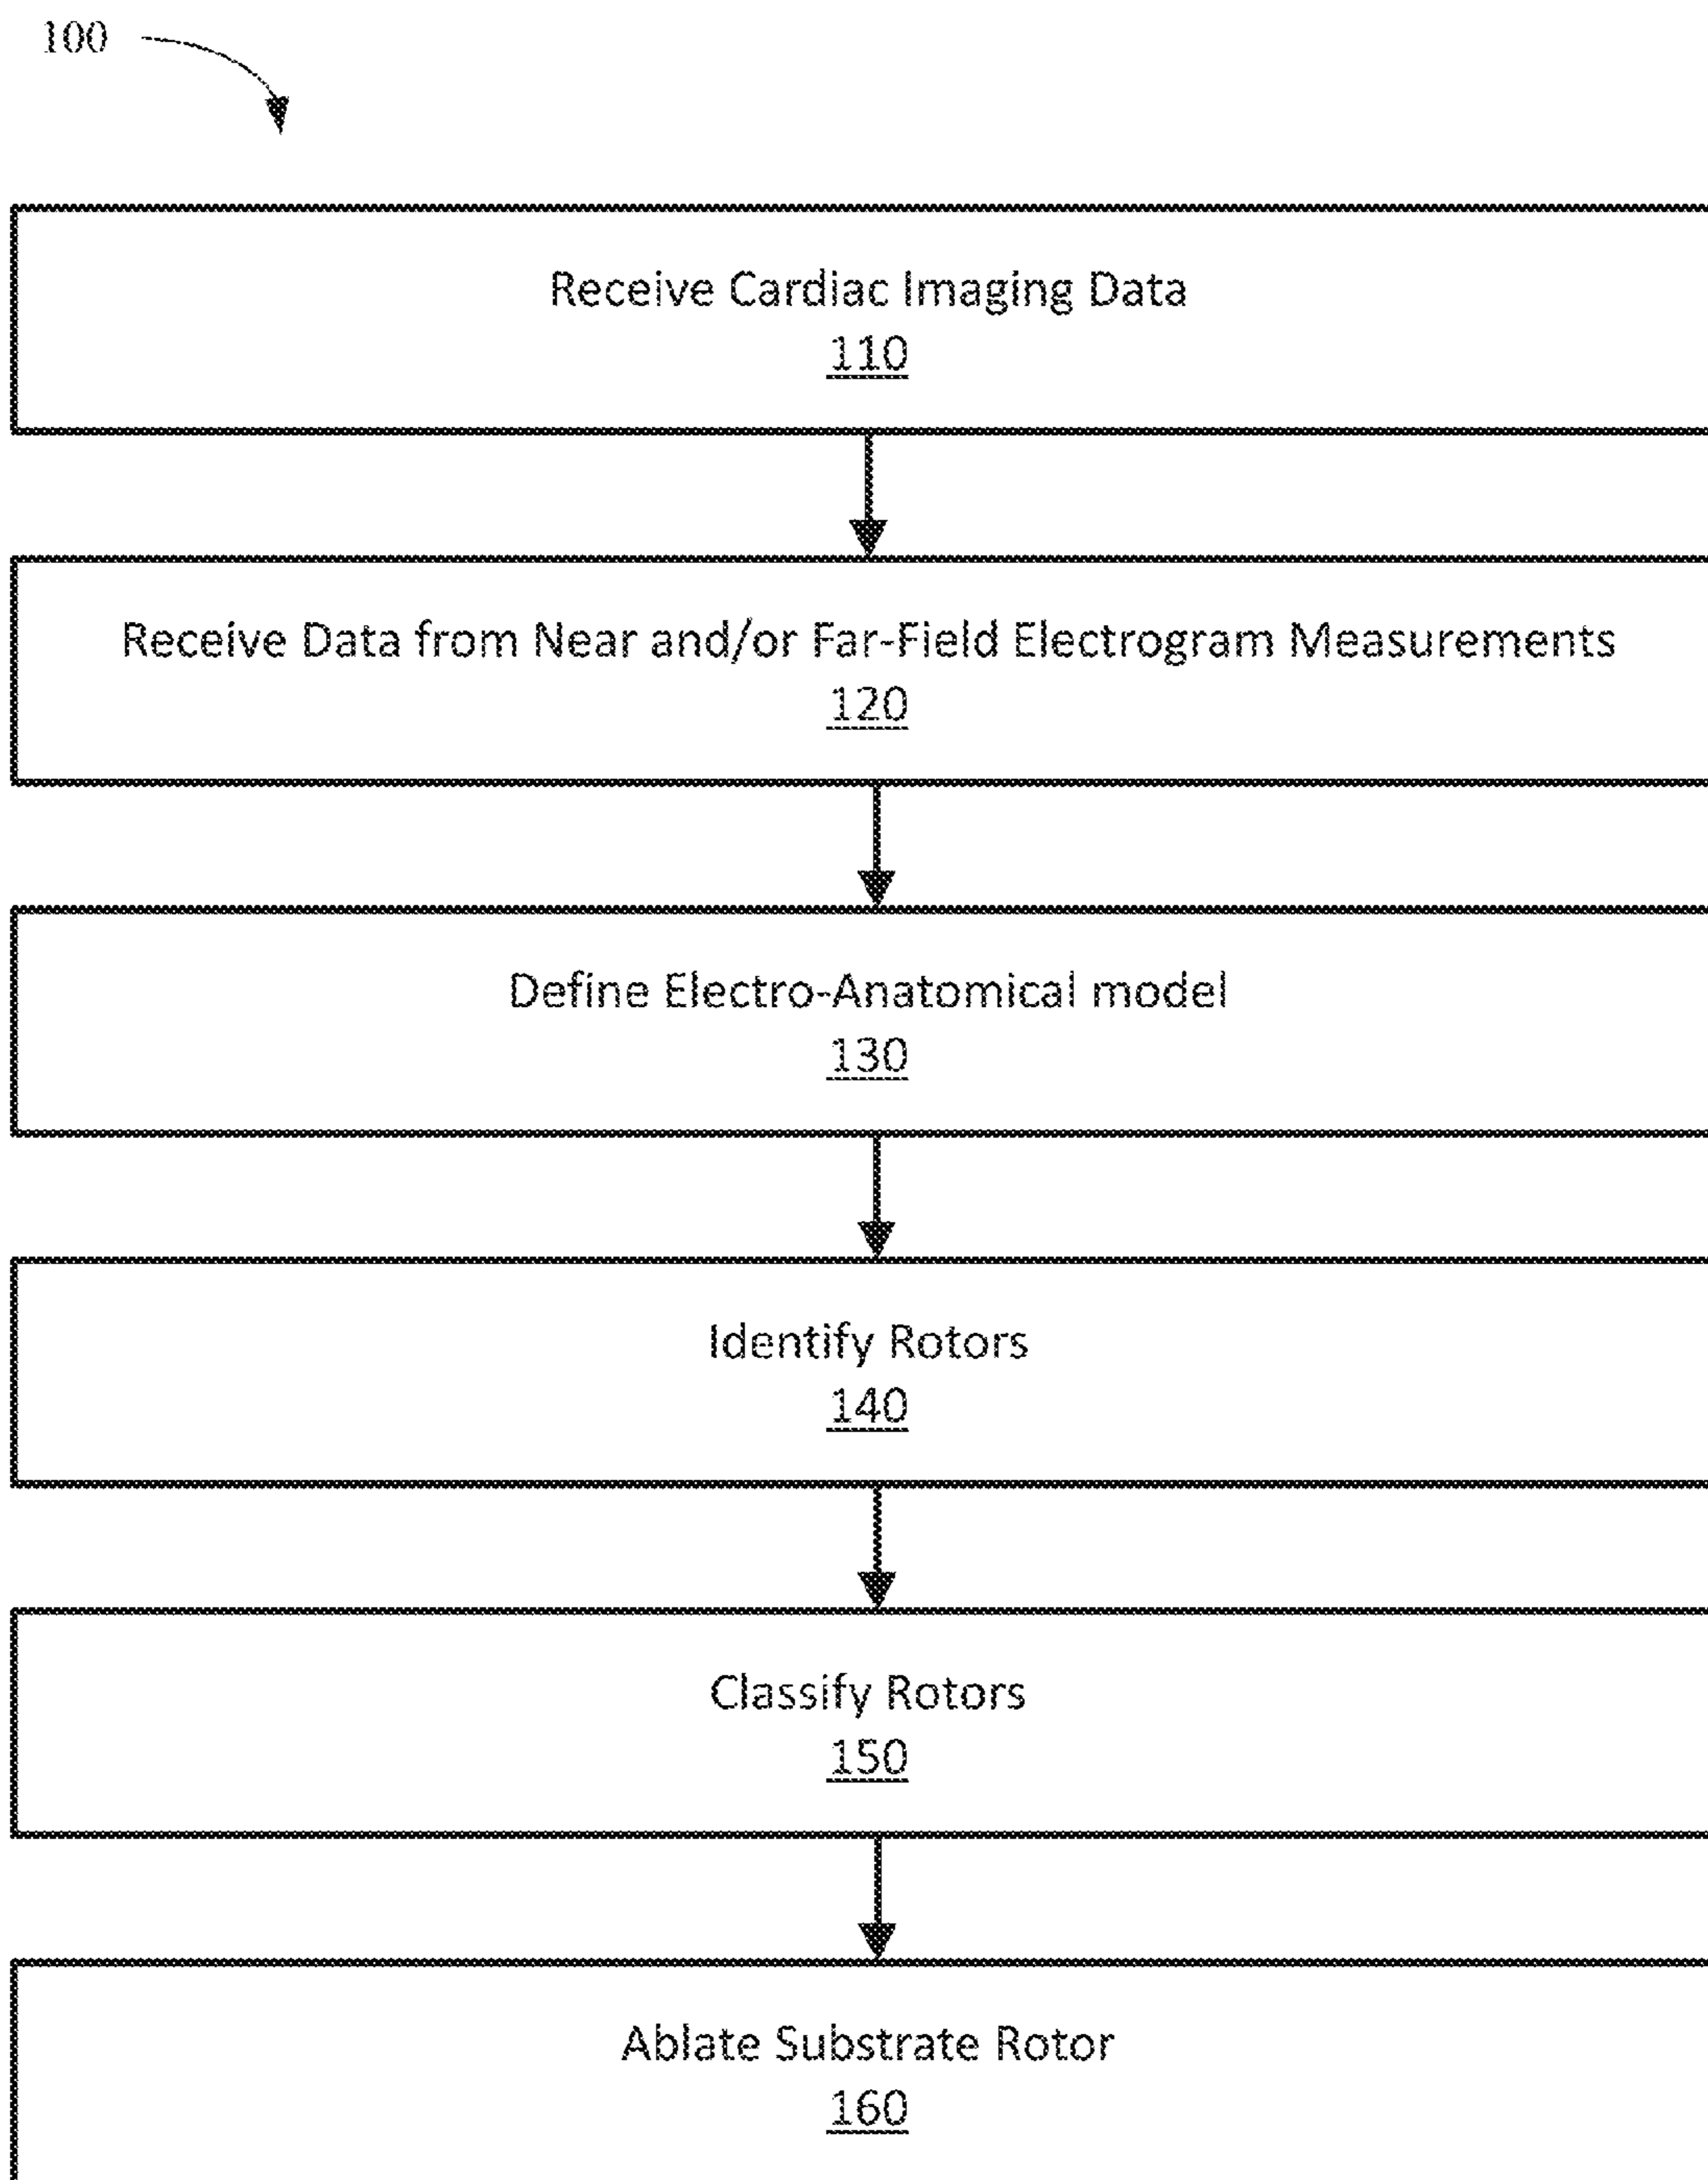 100
Receive Cardiac Imaging Data
110
Receive Data from Near and/or Far-Field Electrogram Measurements
120
Define Electro-Anatomical model
130
Identify Rotors
140
Classify Rotors
150
Ablate Substrate Rotor
160